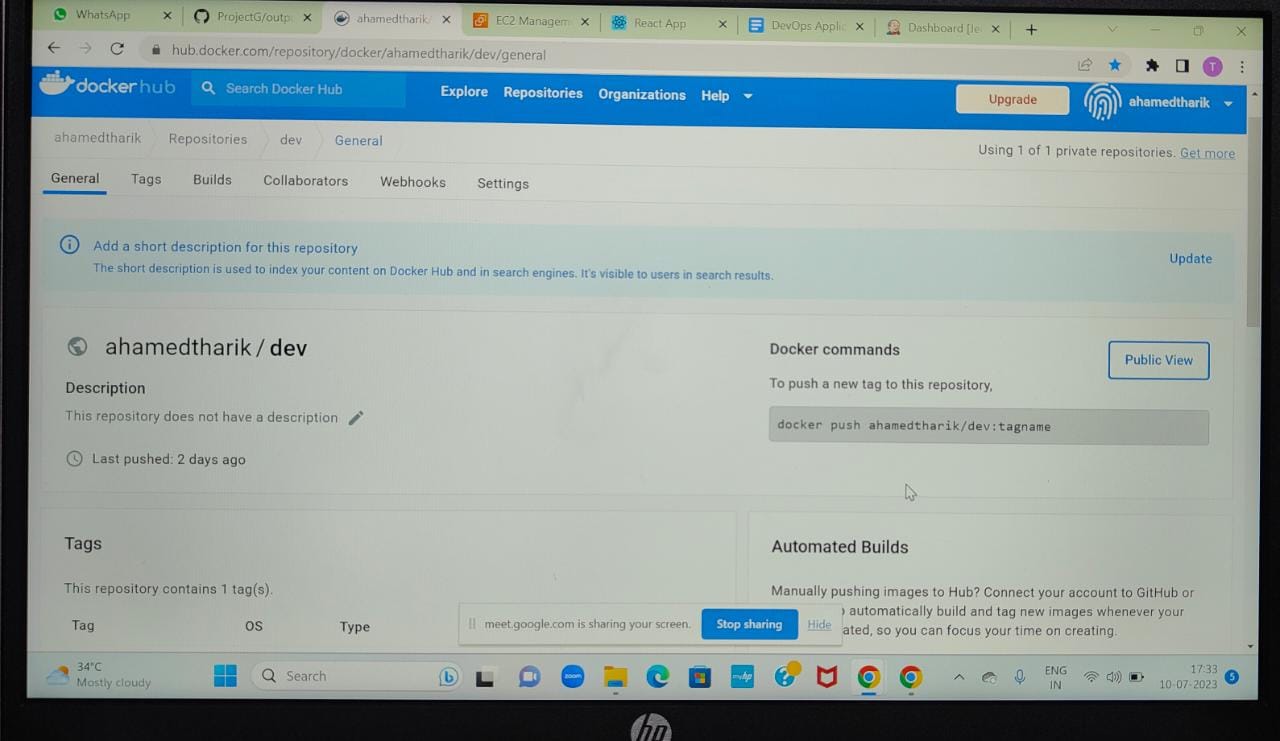 WhatsApp
ProjectG/outp
ahamedtharik/
EC2 Managem
React App
DevOps Applic
Dashboard [Je
hub.docker.com/repository/docker/ahamedtharik/dev/general
T
dockerhub
Search Docker Hub
Explore
Repositories
Organizations
Help
Upgrade
ahamedtharik
ahamedtharik
Repositories
dev
General
Using 1 of 1 private repositories. Get more
General
Tags
Builds
Collaborators
Webhooks
Settings
Add a short description for this repository
The short description is used to index your content on Docker Hub and in search engines. It's visible to users in search results.
Update
ahamedtharik / dev
Description
This repository does not have a description
Last pushed: 2 days ago
Docker commands
Public View
To push a new tag to this repository,
docker push ahamedtharik/dev:tagname
Tags
This repository contains 1 tag(s).
Tag
OS
Type
Automated Builds
Manually pushing images to Hub? Connect your account to GitHub or
automatically build and tag new images whenever your
ated, so you can focus your time on creating.
meet.google.com is sharing your screen.
Stop sharing
Hide
34°C
Mostly cloudy
Search
b
zoom
myhp
ENG
IN
17:33
10-07-2023
5
hp